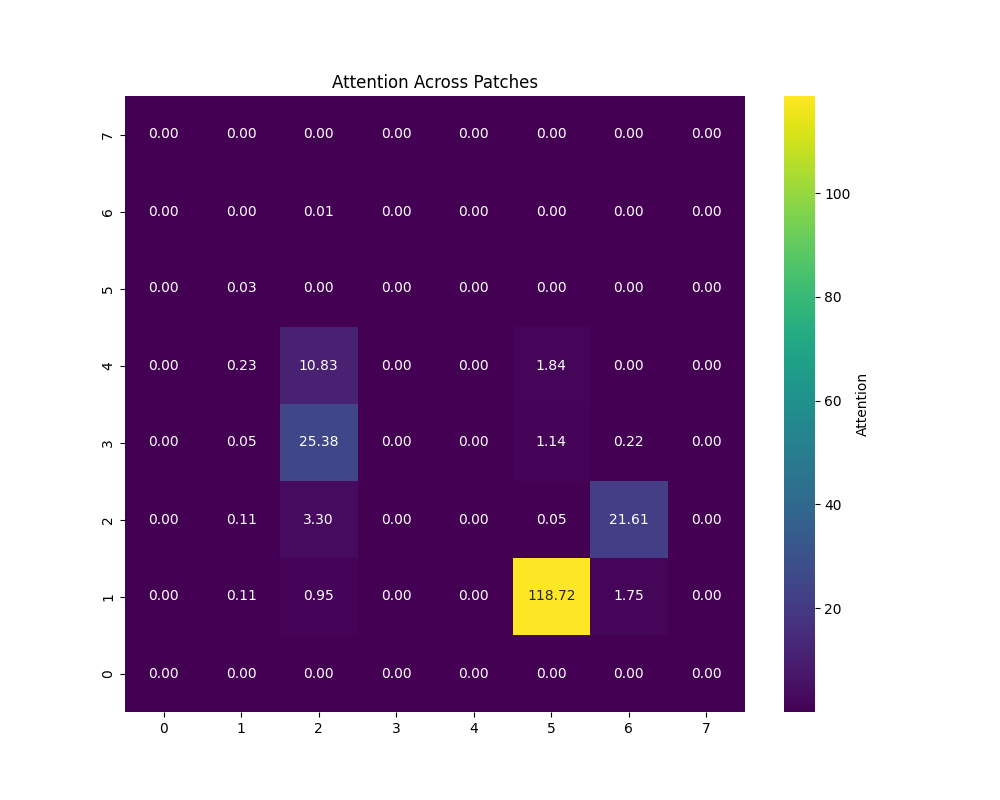 Attention Across Patches
7 0.00 0.00 0.00 0.00 0.00 0.00 0.00 0.00
6 0.00 0.00 0.01 0.00 0.00 0.00 0.00 0.00
5 0.00 0.03 0.00 0.00 0.00 0.00 0.00 0.00
4 0.00 0.23 10.83 0.00 0.00 1.84 0.00 0.00
3 0.00 0.05 25.38 0.00 0.00 1.14 0.22 0.00
2 0.00 0.11 3.30 0.00 0.00 0.05 21.61 0.00
1 0.00 0.11 0.95 0.00 0.00 118.72 1.75 0.00
0 0.00 0.00 0.00 0.00 0.00 0.00 0.00 0.00
0 1 2 3 4 5 6 7
100
80
60
40
20
Attention